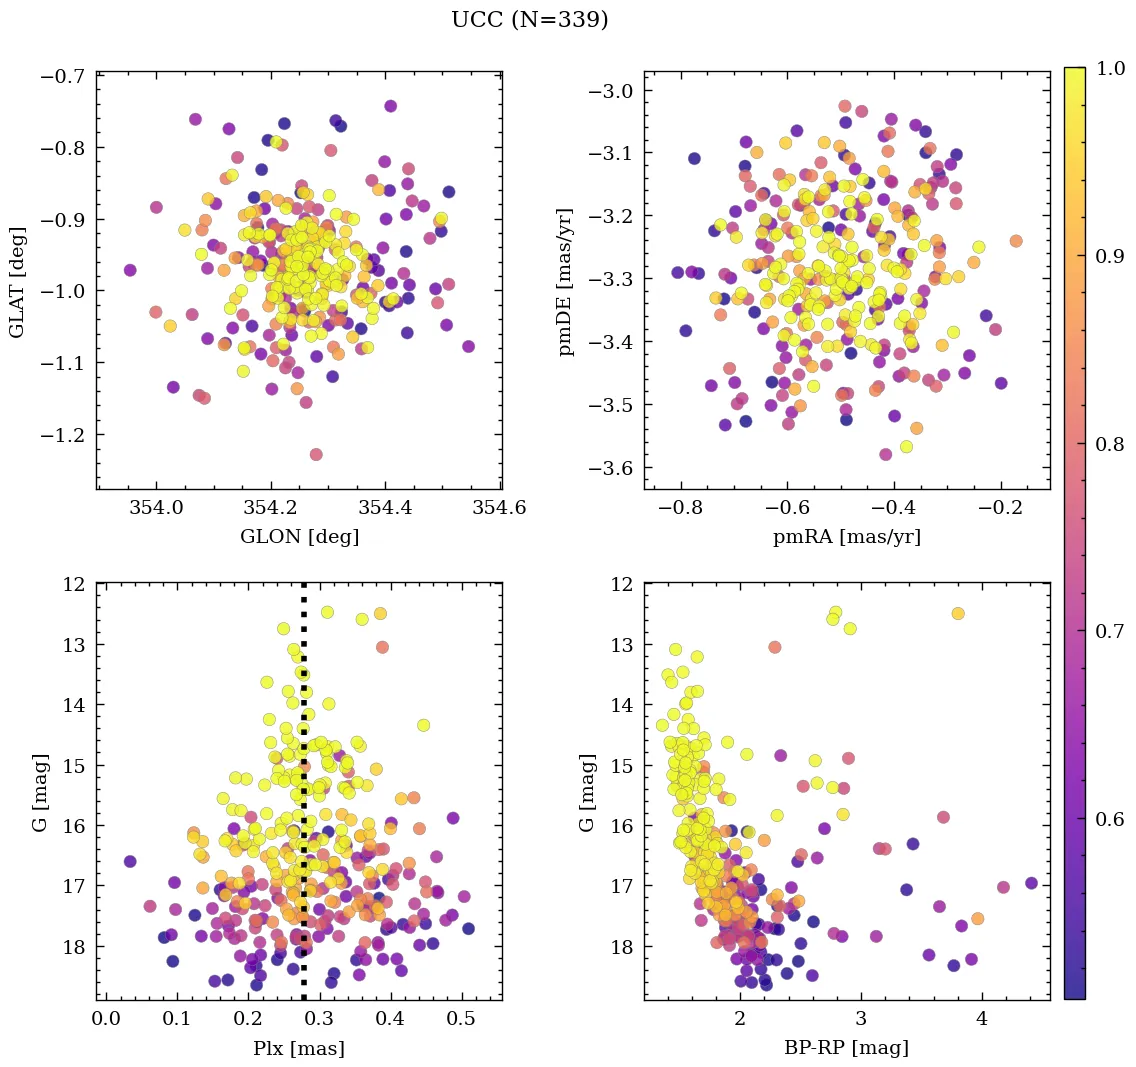 UCC (N=339)
−0.7
−0.8
−0.9
−1.0
−1.1
−1.2
GLAT [deg]
354.0 354.2 354.4 354.6
GLON [deg]
−3.0
−3.1
−3.2
−3.3
−3.4
−3.5
−3.6
pmDE [mas/yr]
−0.8 −0.6 −0.4 −0.2
pmRA [mas/yr]
1.0
0.9
0.8
0.7
0.6
12
13
14
15
16
17
18
G [mag]
0.0 0.1 0.2 0.3 0.4 0.5
Plx [mas]
12
13
14
15
16
17
18
G [mag]
2 3 4
BP-RP [mag]